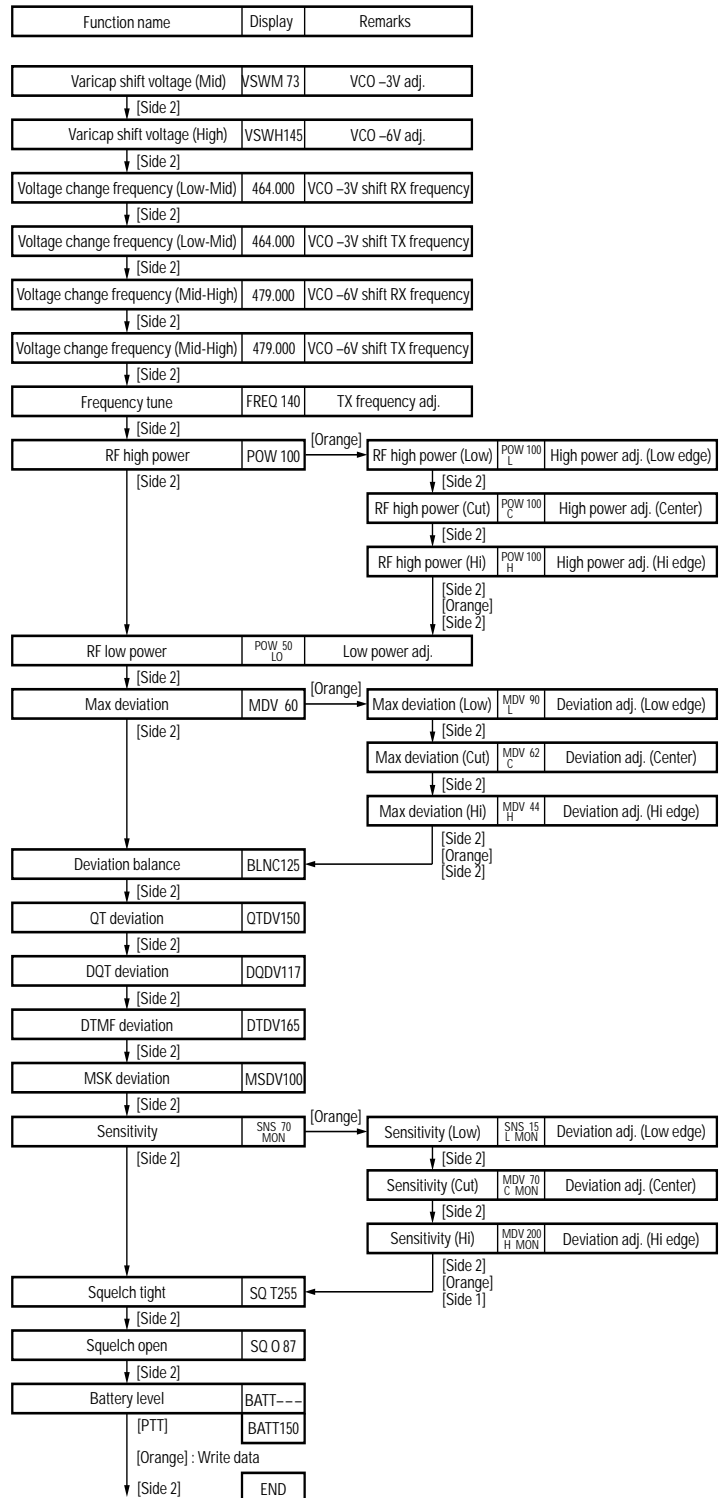 Function name Display Remarks
Varicap shift voltage (Mid) VSWM 73 VCO –3V adj.
[Side 2]
Varicap shift voltage (High) VSWH145 VCO –6V adj.
[Side 2]
Voltage change frequency (Low-Mid) 464.000 VCO –3V shift RX frequency
[Side 2]
Voltage change frequency (Low-Mid) 464.000 VCO –3V shift TX frequency
[Side 2]
Voltage change frequency (Mid-High) 479.000 VCO –6V shift RX frequency
[Side 2]
Voltage change frequency (Mid-High) 479.000 VCO –6V shift TX frequency
[Side 2]
Frequency tune FREQ 140 TX frequency adj.
[Side 2]
RF high power POW 100
[Orange]
RF high power (Low) POW 100 L High power adj. (Low edge)
[Side 2]
[Side 2]
RF high power (Cut) POW 100 C High power adj. (Center)
[Side 2]
RF high power (Hi) POW 100 H High power adj. (Hi edge)
[Side 2]
[Orange]
[Side 2]
RF low power POW 50 LO Low power adj.
[Side 2]
Max deviation MDV 60
[Orange]
Max deviation (Low) MDV 90 L Deviation adj. (Low edge)
[Side 2]
[Side 2]
Max deviation (Cut) MDV 62 C Deviation adj. (Center)
[Side 2]
Max deviation (Hi) MDV 44 H Deviation adj. (Hi edge)
[Side 2]
[Orange]
[Side 2]
Deviation balance BLNC125
[Side 2]
QT deviation QTDV150
[Side 2]
DQT deviation DQDV117
[Side 2]
DTMF deviation DTDV165
[Side 2]
MSK deviation MSDV100
[Side 2]
Sensitivity SNS 70 MON
[Orange]
Sensitivity (Low) SNS 15 L MON Deviation adj. (Low edge)
[Side 2]
[Side 2]
Sensitivity (Cut) MDV 70 C MON Deviation adj. (Center)
[Side 2]
Sensitivity (Hi) MDV 200 H MON Deviation adj. (Hi edge)
[Side 2]
[Orange]
[Side 1]
Squelch tight SQ T255
[Side 2]
Squelch open SQ O 87
[Side 2]
Battery level BATT–––
[PTT] BATT150
[Orange] : Write data
[Side 2] END